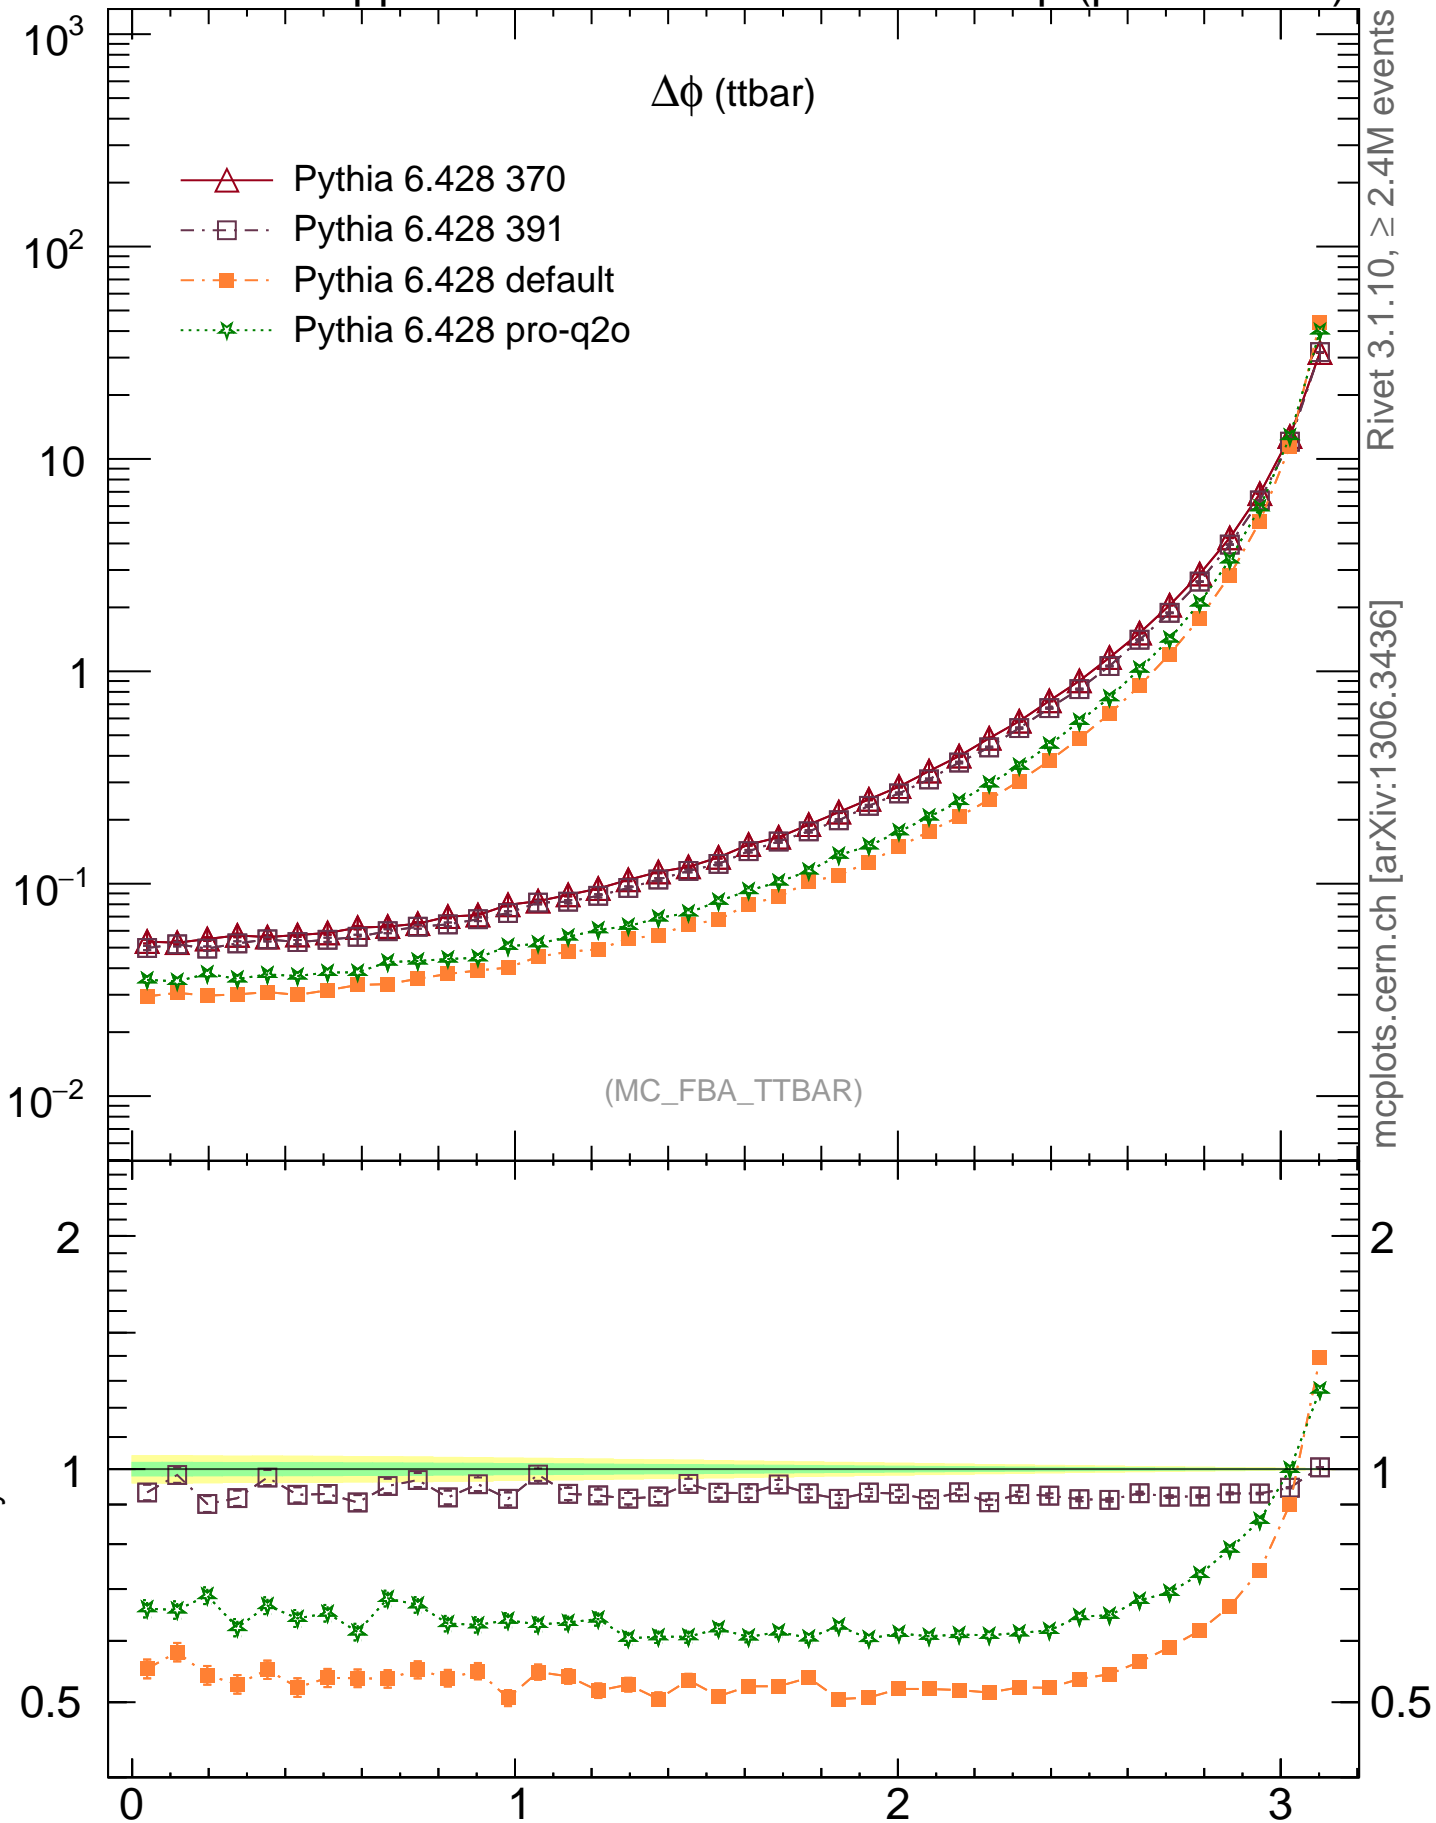 Δϕ (ttbar)
Pythia 6.428 370
Pythia 6.428 391
Pythia 6.428 default
Pythia 6.428 pro-q2o
10³
10²
10
1
10⁻¹
10⁻²
(MC_FBA_TTBAR)
Rivet 3.1.10, ≥ 2.4M events
mcplots.cern.ch [arXiv:1306.3436]
2
1
0.5
2
1
0.5
0
1
2
3